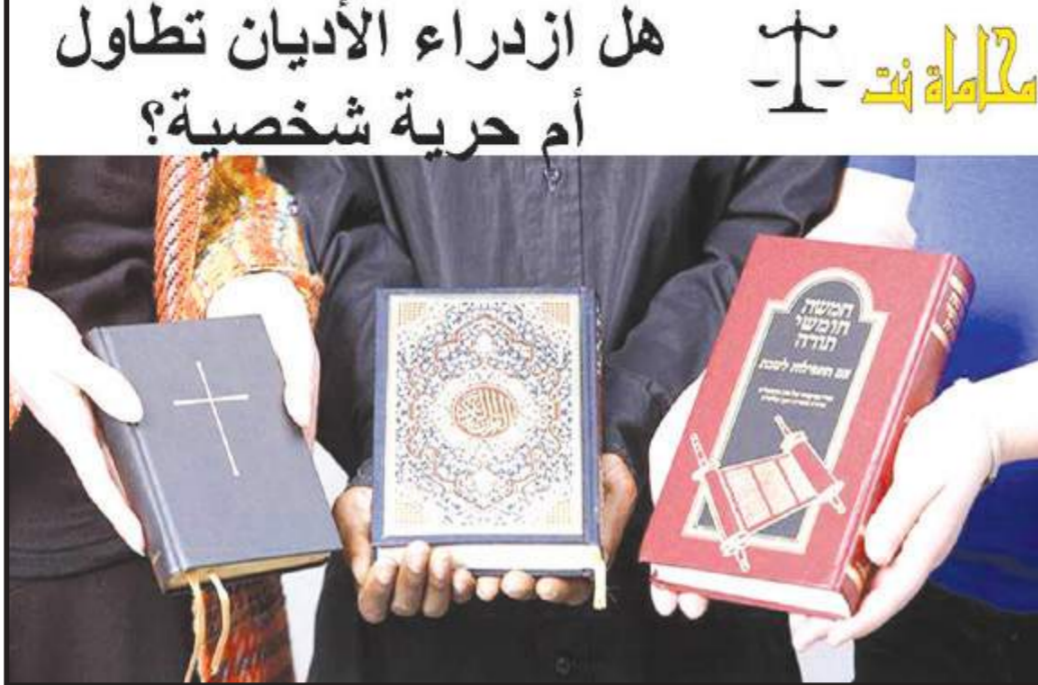 هل ازدراء الأديان تطاول
أم حرية شخصية؟
محاماة نت
חמשה
חומשי
תורה